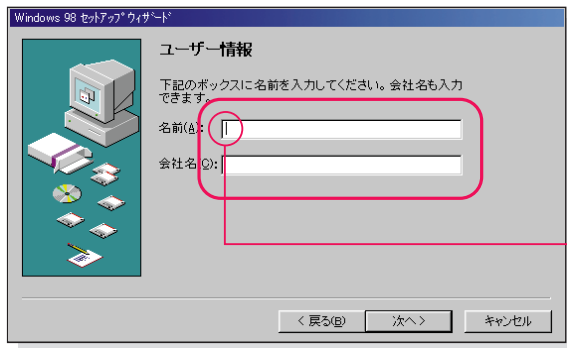 Windows 98 ｾｯﾄｱｯﾌﾟ ｳｨｻﾞｰﾄﾞ
ユーザー情報
下記のボックスに名前を入力してください。会社名も入力
できます。
名前(A):
会社名(C):
< 戻る(B)
次へ >
キャンセル